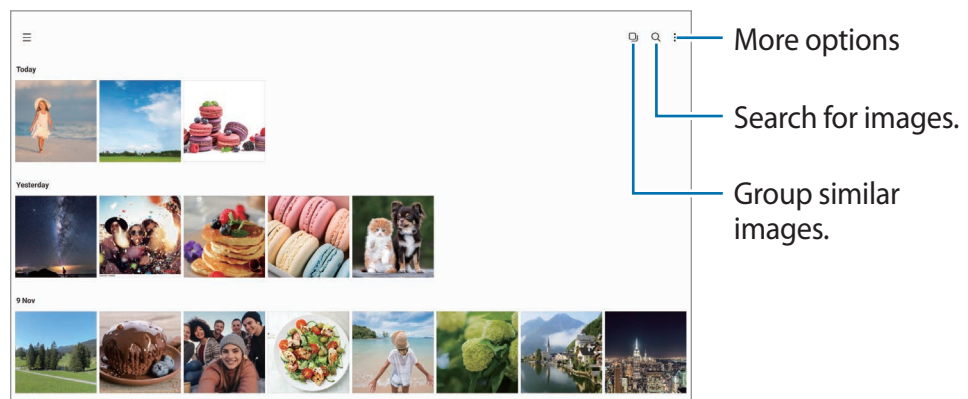 More options
Today
Search for images.
Yesterday
Group similar
images.
9 Nov